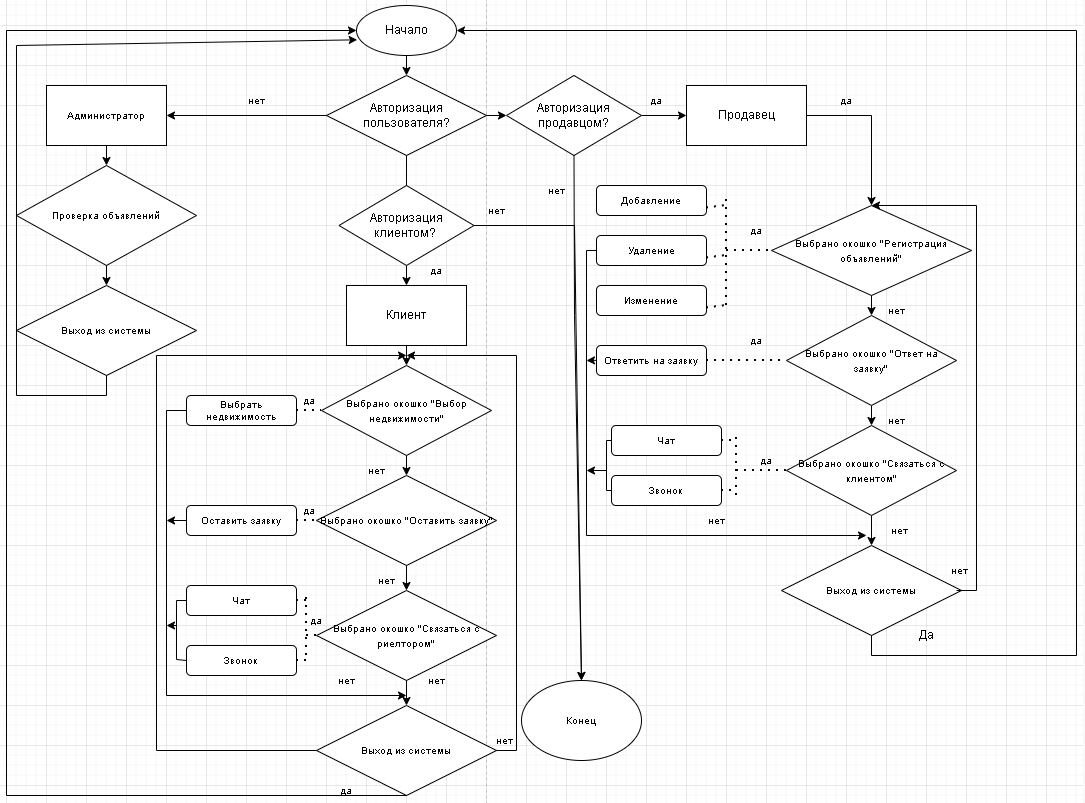 Начало
нет
Администратор
Авторизация
пользователя?
Авторизация
продавцом?
да
Продавец
да
Проверка объявлений
Авторизация
клиентом?
нет
нет
да
Добавление
Удаление
Изменение
да
Выбрано окошко "Регистрация
объявлений"
нет
Выход из системы
Клиент
Ответить на заявку
да
Выбрано окошко "Ответ на
заявку"
нет
Выбрать
недвижимость
да
Выбрано окошко "Выбор
недвижимости"
нет
Чат
Звонок
да
Выбрано окошко "Связаться с
клиентом"
нет
нет
Оставить заявку
да
Выбрано окошко "Оставить заявку"
нет
Выход из системы
нет
Да
Чат
Звонок
да
Выбрано окошко "Связаться с
риелтором"
нет
нет
Выход из системы
нет
да
Конец